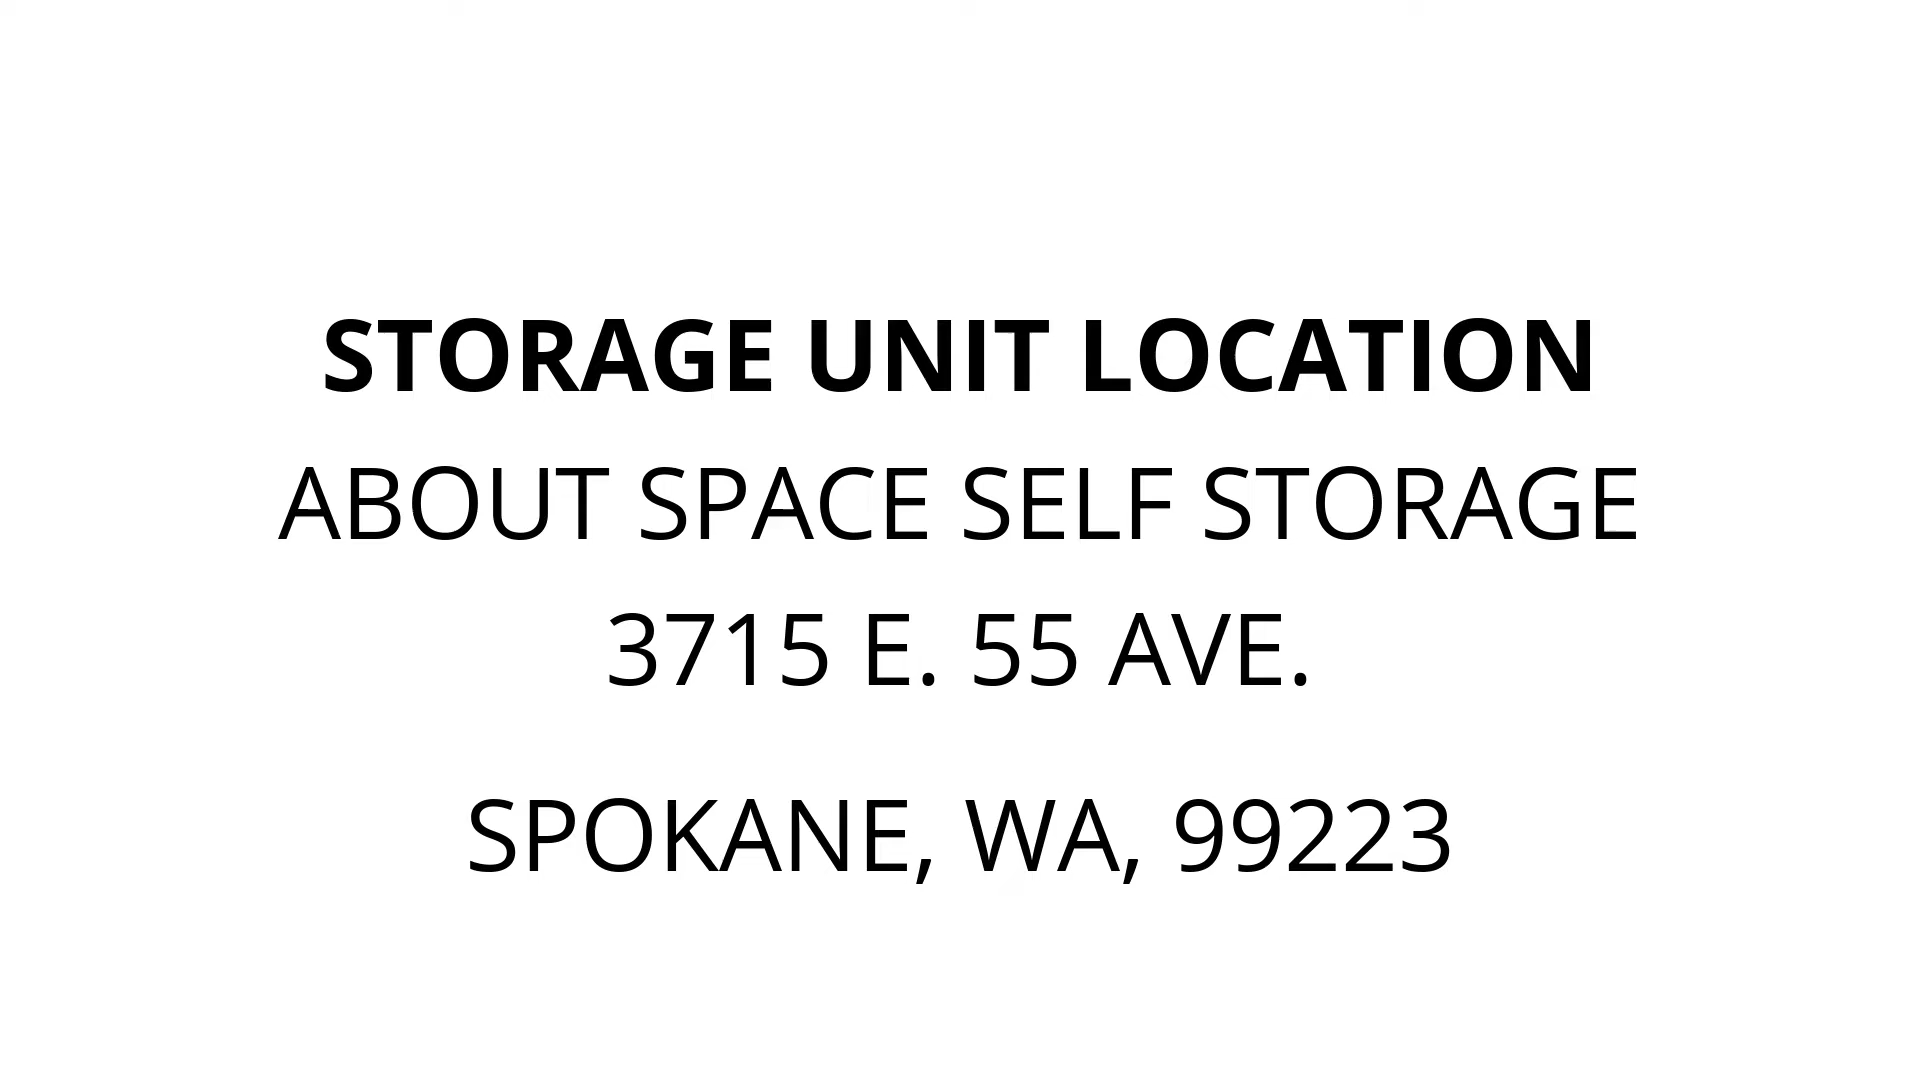 STORAGE UNIT LOCATION
ABOUT SPACE SELF STORAGE
3715 E. 55 AVE.
SPOKANE, WA, 99223